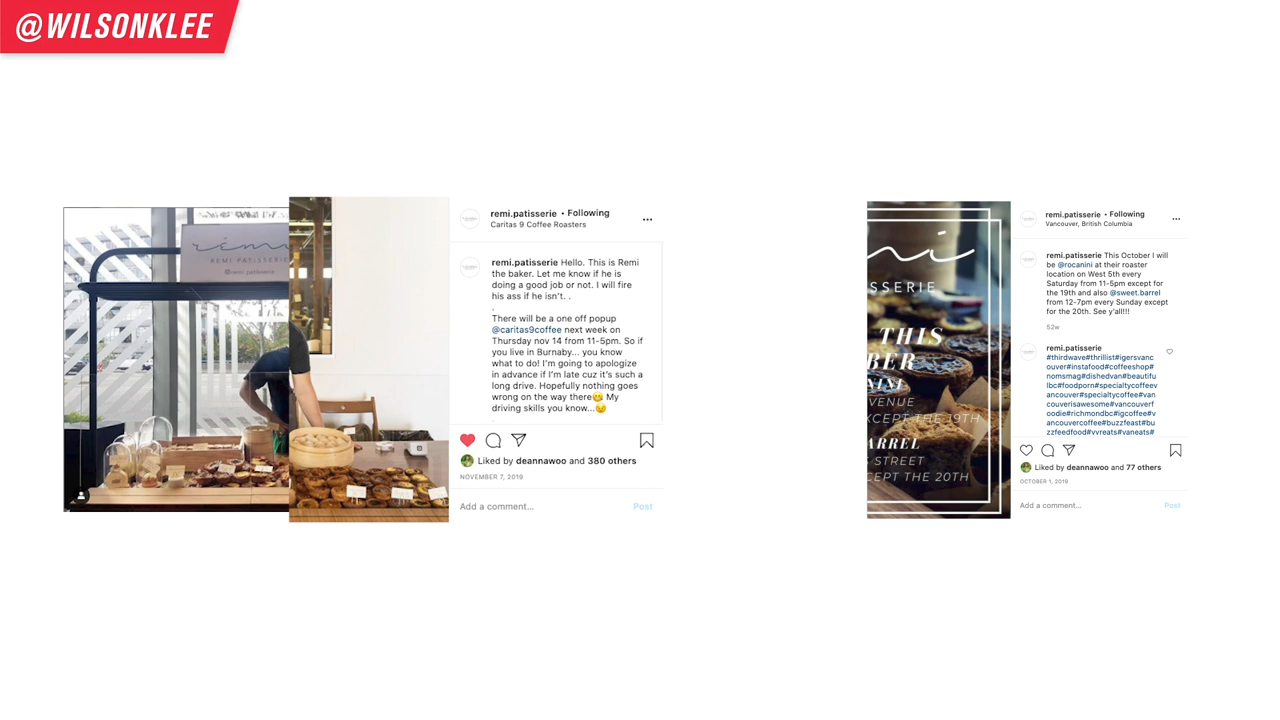 @WILSONKLEE
REMI PATISSERIE
@remi.patisserie
remi.patisserie • Following
Caritas 9 Coffee Roasters
remi.patisserie Hello. This is Remi
the baker. Let me know if he is
doing a good job or not. I will fire
his ass if he isn't. .
.
There will be a one off popup
@caritas9coffee next week on
Thursday nov 14 from 11-5pm. So if
you live in Burnaby... you know
what to do! I'm going to apologize
in advance if I'm late cuz it's such a
long drive. Hopefully nothing goes
wrong on the way there🤯 My
driving skills you know...😉
Liked by deannawoo and 380 others
NOVEMBER 7, 2019
Add a comment...
Post
SSERIE
THIS
BER
NINI
VENUE
XCEPT THE 19TH
ARREL
STREET
CEPT THE 20TH
remi.patisserie • Following
Vancouver, British Columbia
remi.patisserie This October I will
be @rocanini at their roaster
location on West 5th every
Saturday from 11-5pm except for
the 19th and also @sweet.barrel
from 12-7pm every Sunday except
for the 20th. See y'all!!!
52w
remi.patisserie
#thirdwave#thrillist#igersvanc
ouver#instafood#coffeeshop#
nomsmag#dishedvan#beautifu
lbc#foodporn#specialtycoffeev
ancouver#specialtycoffee#van
couverisawesome#vancouverf
oodie#richmondbc#igcoffee#v
ancouvercoffee#buzzfeast#bu
zzfeedfood#vvreats#vaneats#
Liked by deannawoo and 77 others
OCTOBER 1, 2019
Add a comment...
Post